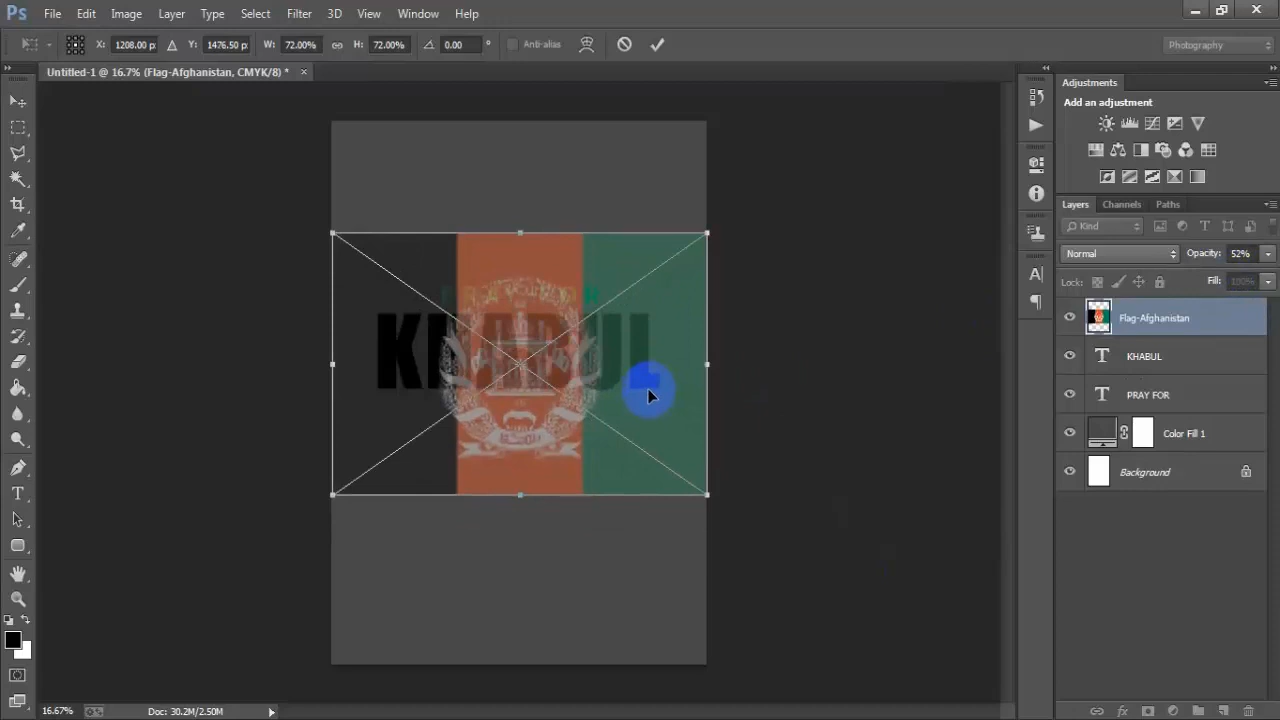 Ps File Edit Image Layer Type Select Filter 3D View Window Help
X: 1208.00 p Y: 1476.50 p W: 72.00% H: 72.00% 0.00 ° Anti-alias Photography
Untitled-1 @ 16.7% (Flag-Afghanistan, CMYK/8) * ×
Adjustments
Add an adjustment
Layers Channels Paths
Kind
Normal Opacity: 52%
Lock: Fill: 100%
Flag-Afghanistan
KHABUL
PRAY FOR
Color Fill 1
Background
KHABUL
16.67% Doc: 30.2M/2.50M